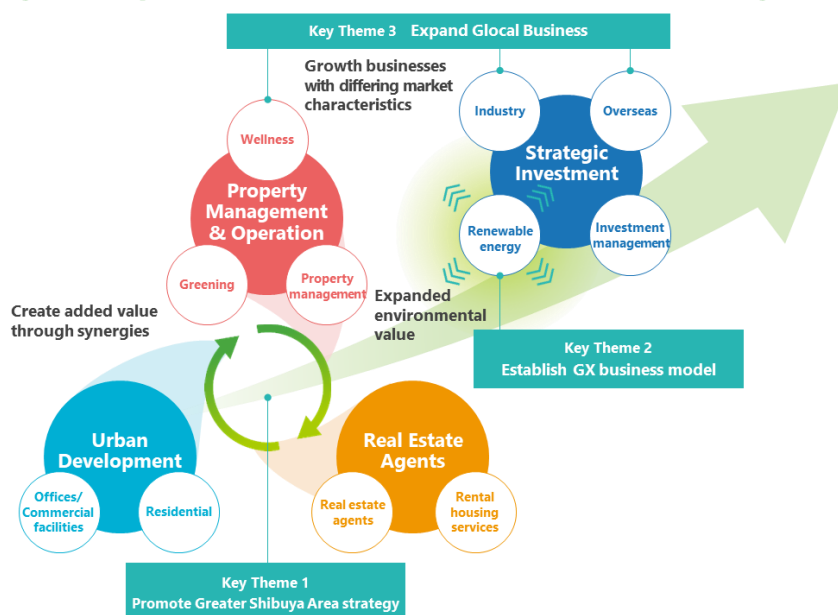 Key Theme 3 Expand Glocal Business
Growth businesses
with differing market
characteristics
Wellness
Property
Management
& Operation
Greening
Property
management
Industry
Overseas
Strategic
Investment
Renewable
energy
Investment
management
Create added value
through synergies
Expanded
environmental
value
Key Theme 2
Establish GX business model
Urban
Development
Offices/
Commercial
facilities
Residential
Real Estate
Agents
Real estate
agents
Rental
housing
services
Key Theme 1
Promote Greater Shibuya Area strategy